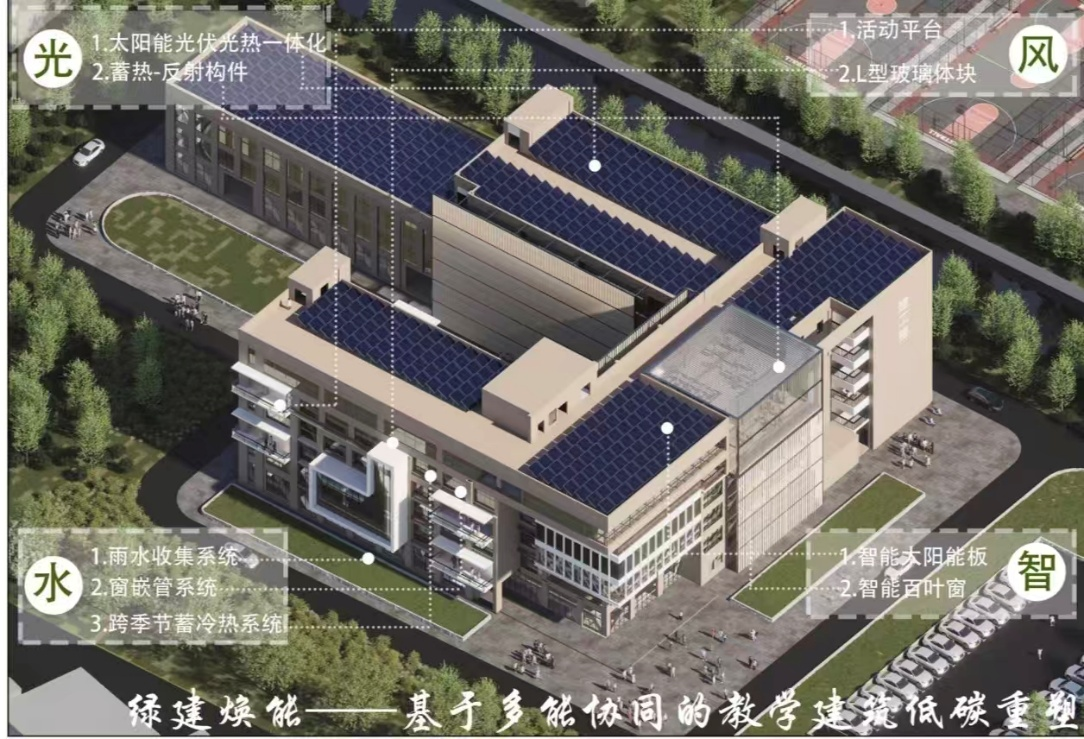 光
1.太阳能光伏光热一体化
2.蓄热-反射构件
1.活动平台
2.L型玻璃体块
风
水
1.雨水收集系统
2.窗嵌管系统
3.跨季节蓄冷热系统
1.智能太阳能板
2.智能百叶窗
智
绿建焕能——基于多能协同的教学建筑低碳重塑